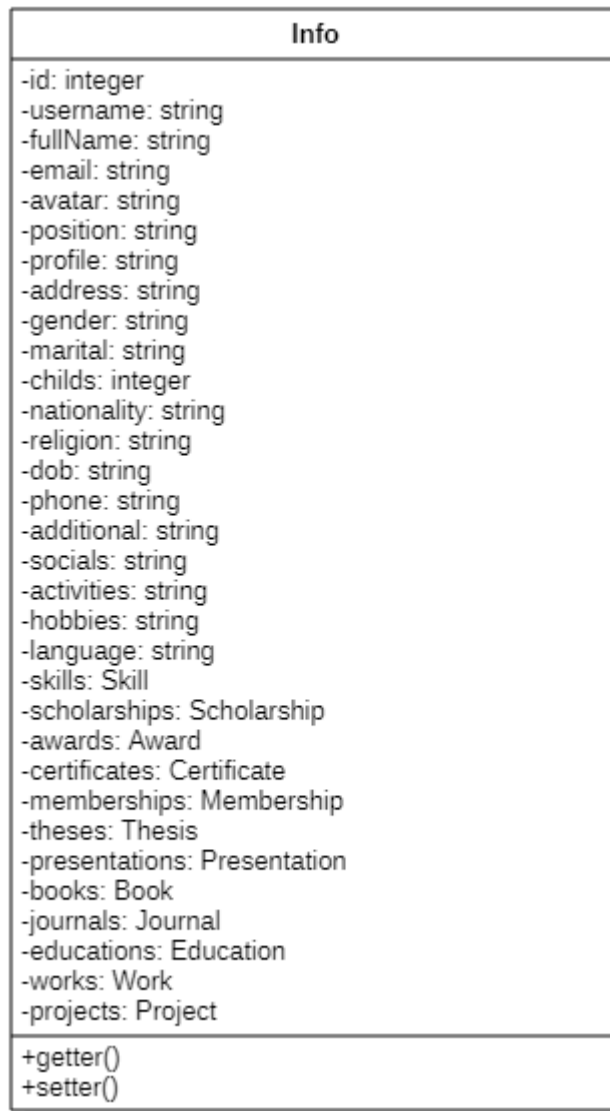 Info
-id: integer
-username: string
-fullName: string
-email: string
-avatar: string
-position: string
-profile: string
-address: string
-gender: string
-marital: string
-childs: integer
-nationality: string
-religion: string
-dob: string
-phone: string
-additional: string
-socials: string
-activities: string
-hobbies: string
-language: string
-skills: Skill
-scholarships: Scholarship
-awards: Award
-certificates: Certificate
-memberships: Membership
-theses: Thesis
-presentations: Presentation
-books: Book
-journals: Journal
-educations: Education
-works: Work
-projects: Project
+getter()
+setter()